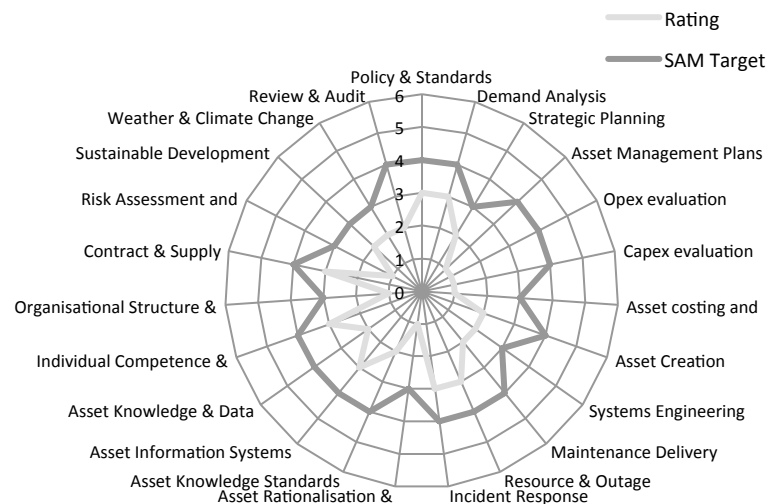 Rating
SAM Target
Policy & Standards
Demand Analysis
Strategic Planning
Asset Management Plans
Opex evaluation
Capex evaluation
Asset costing and
Asset Creation
Systems Engineering
Maintenance Delivery
Resource & Outage
Incident Response
Asset Rationalisation &
Asset Knowledge Standards
Asset Information Systems
Asset Knowledge & Data
Individual Competence &
Organisational Structure &
Contract & Supply
Risk Assessment and
Sustainable Development
Weather & Climate Change
Review & Audit
6
5
4
3
2
1
0